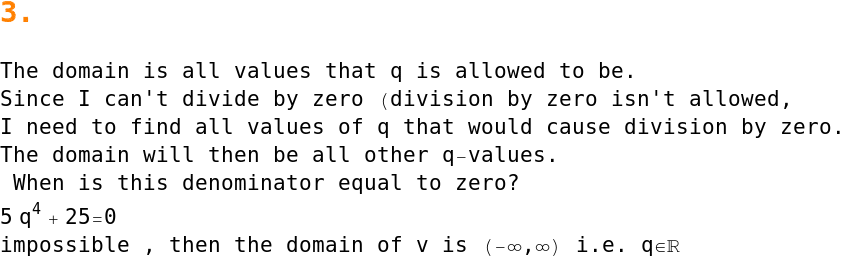 3.
The domain is all values that q is allowed to be.
Since I can't divide by zero (division by zero isn't allowed,
I need to find all values of q that would cause division by zero.
The domain will then be all other q-values.
When is this denominator equal to zero?
5 q⁴ + 25=0
impossible , then the domain of v is (-∞,∞) i.e. q∈ℝ